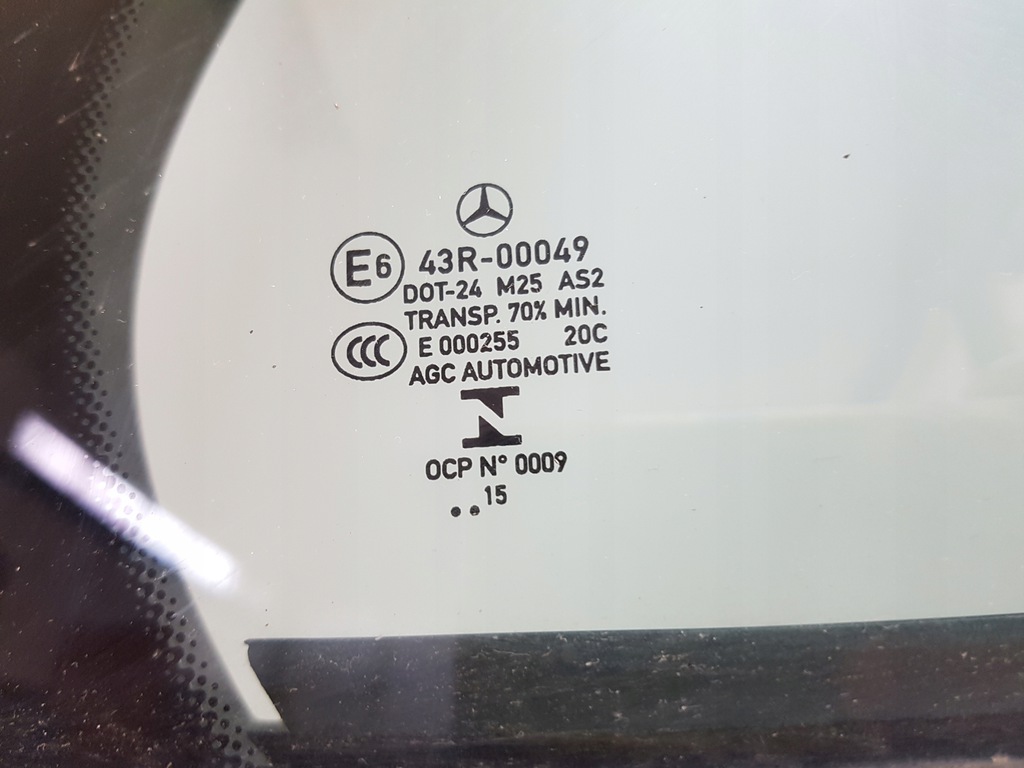 E6 43R-00049
DOT-24 M25 AS2
TRANSP. 70% MIN.
CCC E 000255 20C
AGC AUTOMOTIVE
N
OCP N° 0009
..15